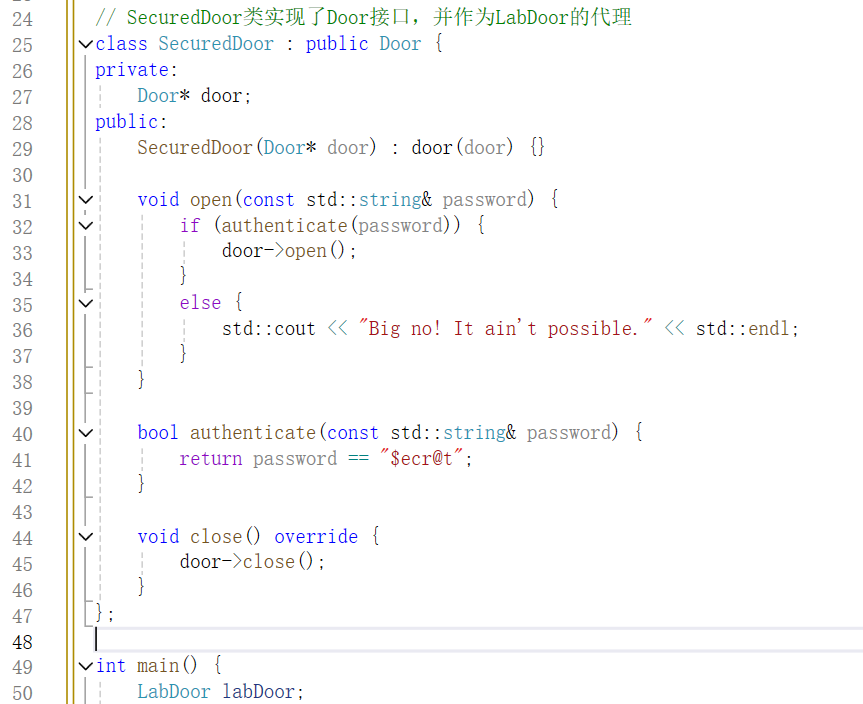 24 // SecuredDoor类实现了Door接口，并作为LabDoor的代理
25 class SecuredDoor : public Door {
26 private:
27 Door* door;
28 public:
29 SecuredDoor(Door* door) : door(door) {}
30
31 void open(const std::string& password) {
32 if (authenticate(password)) {
33 door->open();
34 }
35 else {
36 std::cout << "Big no! It ain't possible." << std::endl;
37 }
38 }
39
40 bool authenticate(const std::string& password) {
41 return password == "$ecr@t";
42 }
43
44 void close() override {
45 door->close();
46 }
47 };
48
49 int main() {
50 LabDoor labDoor;